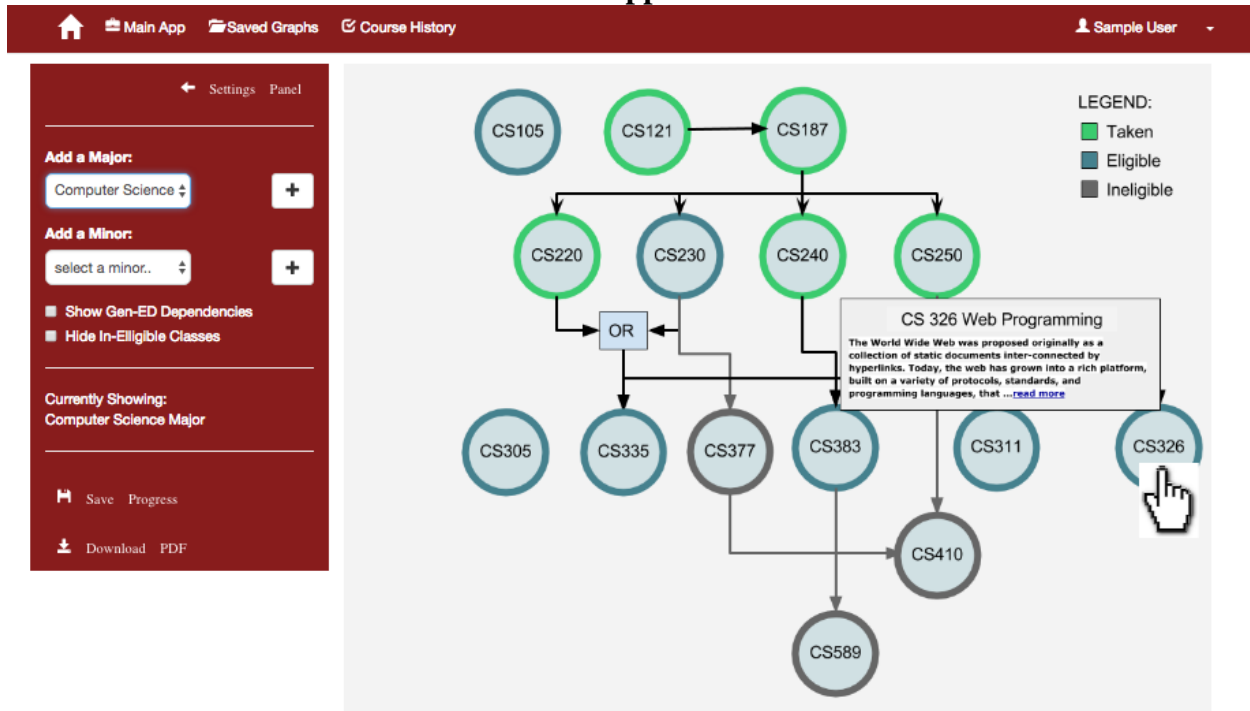 Main App Saved Graphs Course History Sample User
Settings Panel
Add a Major:
Computer Science
+
Add a Minor:
select a minor..
+
Show Gen-ED Dependencies
Hide In-Elligible Classes
Currently Showing:
Computer Science Major
Save Progress
Download PDF
LEGEND:
Taken
Eligible
Ineligible
CS105 CS121 CS187
CS220 CS230 CS240 CS250
OR
CS 326 Web Programming
The World Wide Web was proposed originally as a
collection of static documents inter-connected by
hyperlinks. Today, the web has grown into a rich platform,
built on a variety of protocols, standards, and
programming languages, that ...read more
CS305 CS335 CS377 CS383 CS311 CS326
CS410
CS589